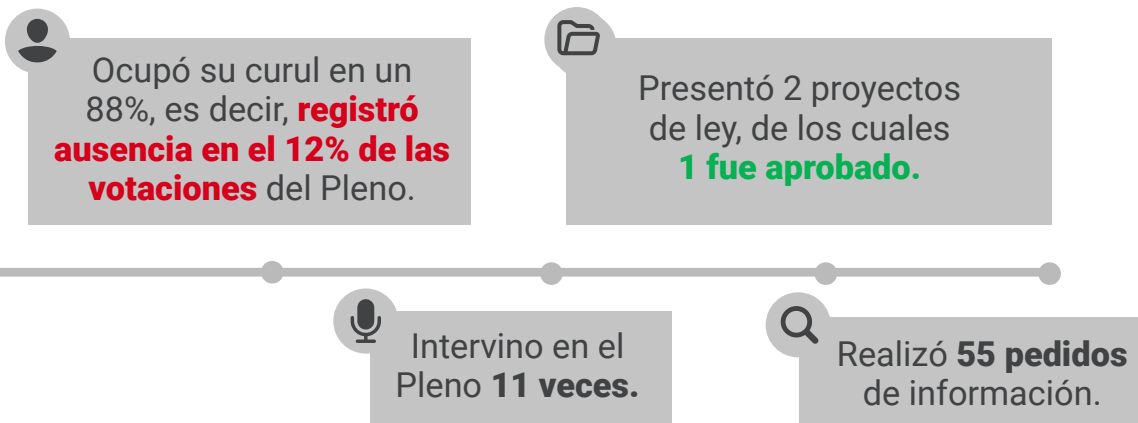 Ocupó su curul en un
88%, es decir, registró
ausencia en el 12% de las
votaciones del Pleno.
Presentó 2 proyectos
de ley, de los cuales
1 fue aprobado.
Intervino en el
Pleno 11 veces.
Realizó 55 pedidos
de información.